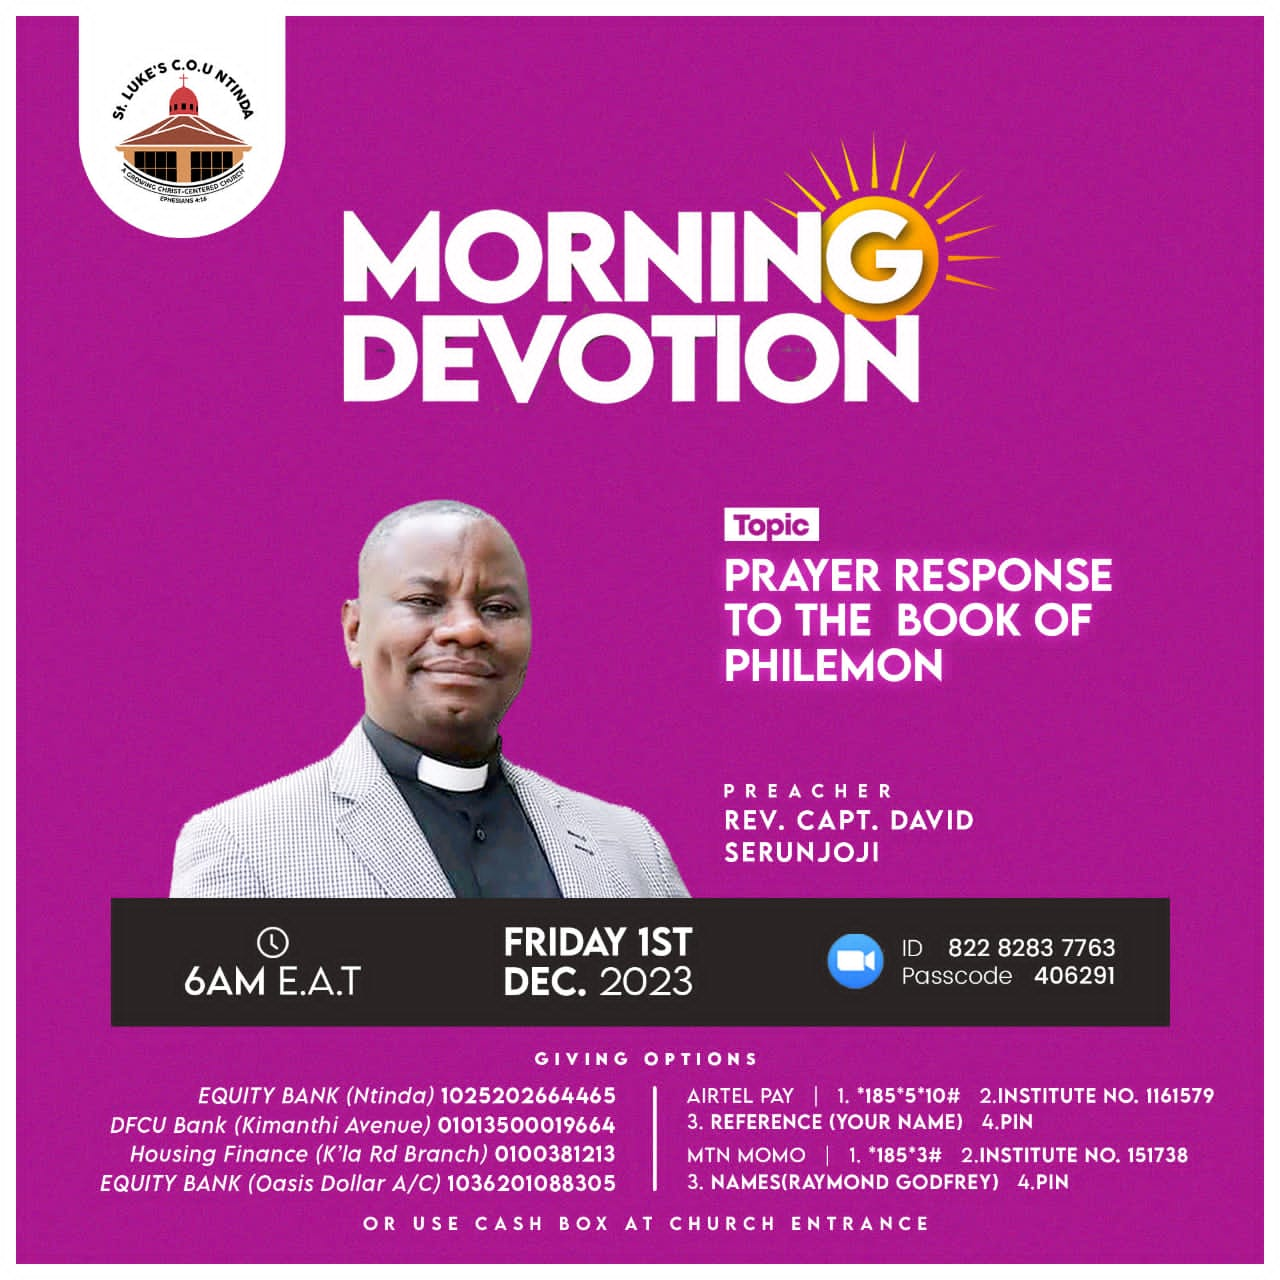 St. LUKE'S C.O.U NTINDA
A GROWING CHRIST-CENTERED CHURCH
EPHESIANS 4:16
MORNING
DEVOTION
Topic
PRAYER RESPONSE
TO THE BOOK OF
PHILEMON
PREACHER
REV. CAPT. DAVID
SERUNJOJI
6AM E.A.T
FRIDAY 1ST
DEC. 2023
ID 822 8283 7763
Passcode 406291
GIVING OPTIONS
EQUITY BANK (Ntinda) 1025202664465
DFCU Bank (Kimanthi Avenue) 01013500019664
Housing Finance (K'la Rd Branch) 0100381213
EQUITY BANK (Oasis Dollar A/C) 1036201088305
AIRTEL PAY | 1. *185*5*10# 2.INSTITUTE NO. 1161579
3. REFERENCE (YOUR NAME) 4.PIN
MTN MOMO | 1. *185*3# 2.INSTITUTE NO. 151738
3. NAMES(RAYMOND GODFREY) 4.PIN
OR USE CASH BOX AT CHURCH ENTRANCE